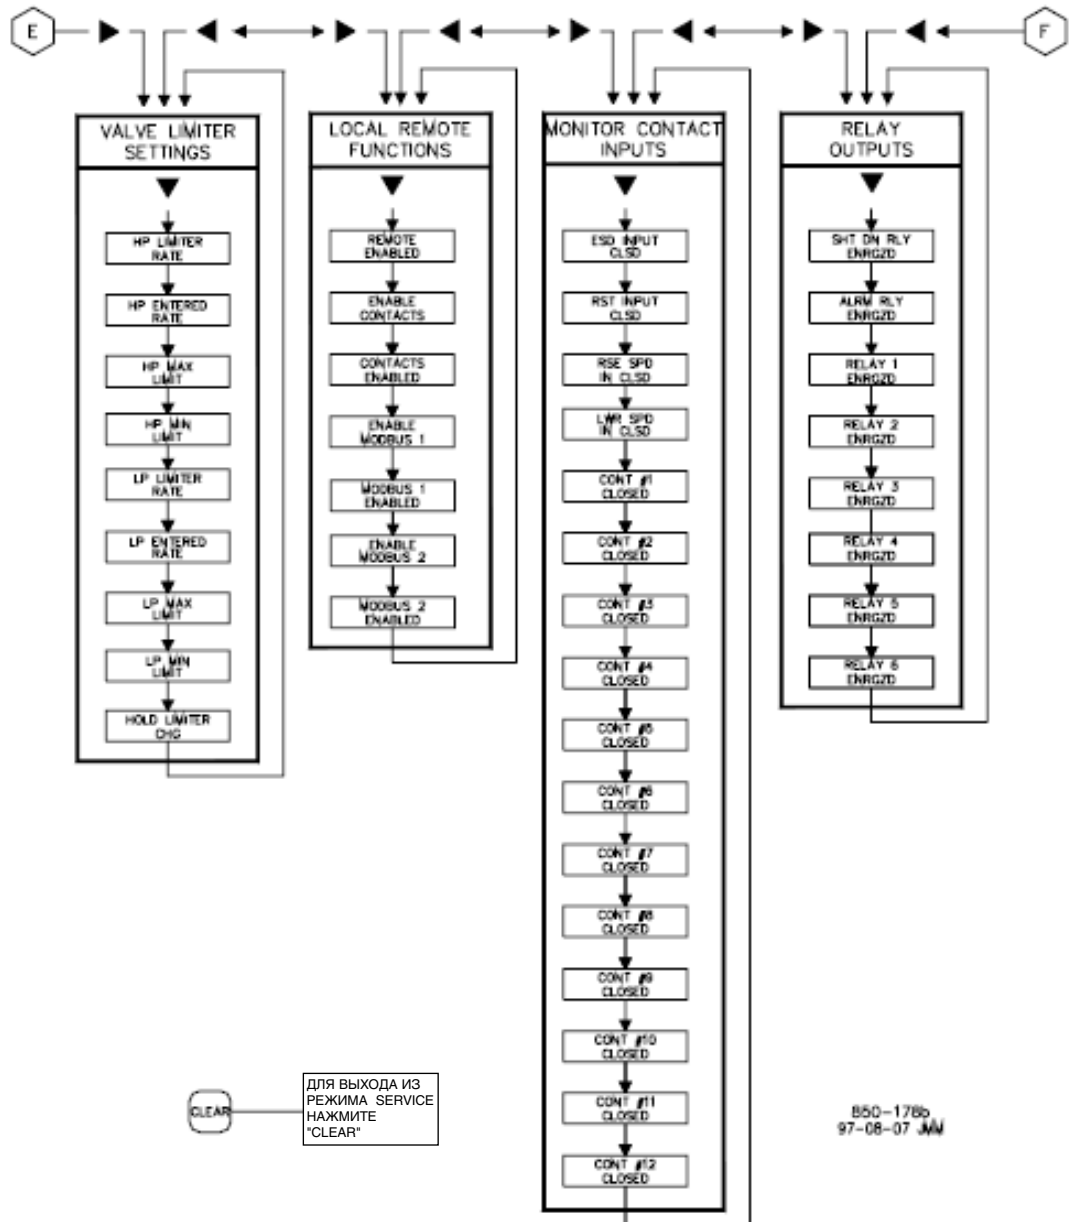 E
F
VALVE LIMITER
SETTINGS
HP LIMITER
RATE
HP ENTERED
RATE
HP MAX
LIMIT
HP MIN
LIMIT
LP LIMITER
RATE
LP ENTERED
RATE
LP MAX
LIMIT
LP MIN
LIMIT
HOLD LIMITER
CHG
LOCAL REMOTE
FUNCTIONS
REMOTE
ENABLED
ENABLE
CONTACTS
CONTACTS
ENABLED
ENABLE
MODBUS 1
MODBUS 1
ENABLED
ENABLE
MODBUS 2
MODBUS 2
ENABLED
MONITOR CONTACT
INPUTS
ESD INPUT
CLSD
RST INPUT
CLSD
RSE SPD
IN CLSD
LWR SPD
IN CLSD
CONT #1
CLOSED
CONT #2
CLOSED
CONT #3
CLOSED
CONT #4
CLOSED
CONT #5
CLOSED
CONT #6
CLOSED
CONT #7
CLOSED
CONT #8
CLOSED
CONT #9
CLOSED
CONT #10
CLOSED
CONT #11
CLOSED
CONT #12
CLOSED
RELAY
OUTPUTS
SHT DN RLY
ENRGZD
ALRM RLY
ENRGZD
RELAY 1
ENRGZD
RELAY 2
ENRGZD
RELAY 3
ENRGZD
RELAY 4
ENRGZD
RELAY 5
ENRGZD
RELAY 6
ENRGZD
CLEAR
ДЛЯ ВЫХОДА ИЗ
РЕЖИМА SERVICE
НАЖМИТЕ
"CLEAR"
850-178b
97-08-07 JMM